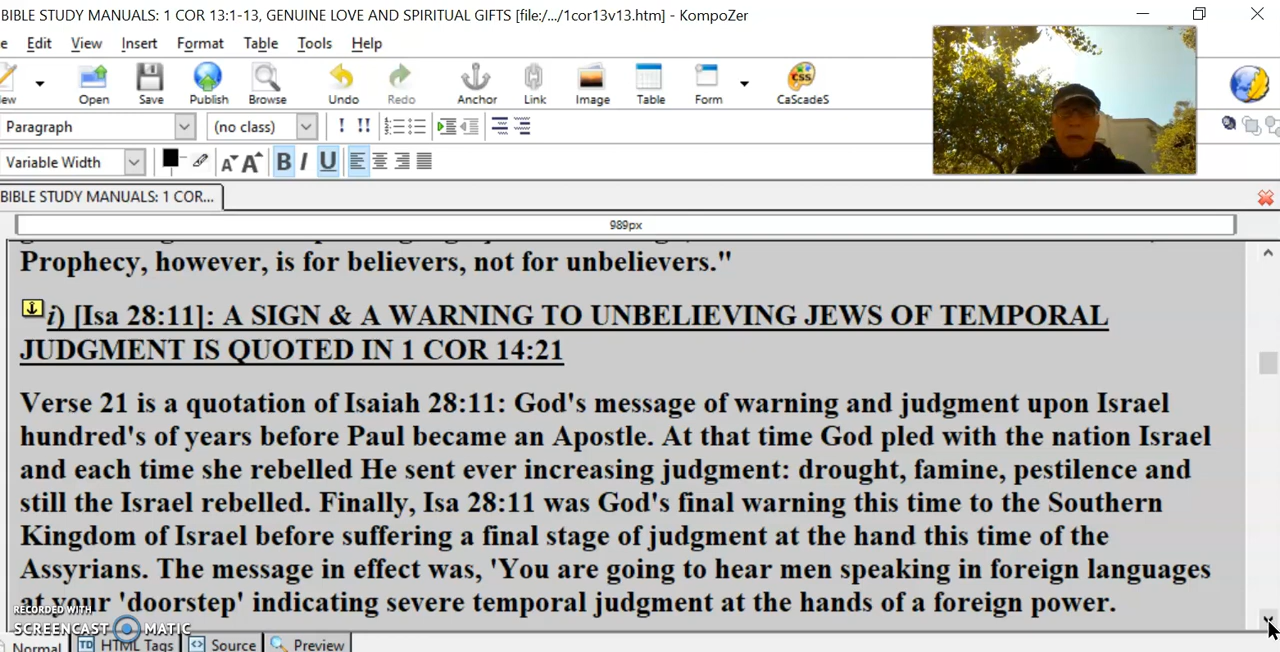 BIBLE STUDY MANUALS: 1 COR 13:1-13, GENUINE LOVE AND SPIRITUAL GIFTS [file:/.../1cor13v13.htm] - KompoZer
Edit View Insert Format Table Tools Help
Open Save Publish Browse Undo Redo Anchor Link Image Table Form CaScadeS
Paragraph (no class) ! !!
Variable Width A A B I U
BIBLE STUDY MANUALS: 1 COR...
989px
Prophecy, however, is for believers, not for unbelievers."
i) [Isa 28:11]: A SIGN & A WARNING TO UNBELIEVING JEWS OF TEMPORAL
JUDGMENT IS QUOTED IN 1 COR 14:21
Verse 21 is a quotation of Isaiah 28:11: God's message of warning and judgment upon Israel
hundred's of years before Paul became an Apostle. At that time God pled with the nation Israel
and each time she rebelled He sent ever increasing judgment: drought, famine, pestilence and
still the Israel rebelled. Finally, Isa 28:11 was God's final warning this time to the Southern
Kingdom of Israel before suffering a final stage of judgment at the hand this time of the
Assyrians. The message in effect was, 'You are going to hear men speaking in foreign languages
at your 'doorstep' indicating severe temporal judgment at the hands of a foreign power.
RECORDED WITH
SCREENCAST MATIC
Normal TD HTML Tags <> Source Preview